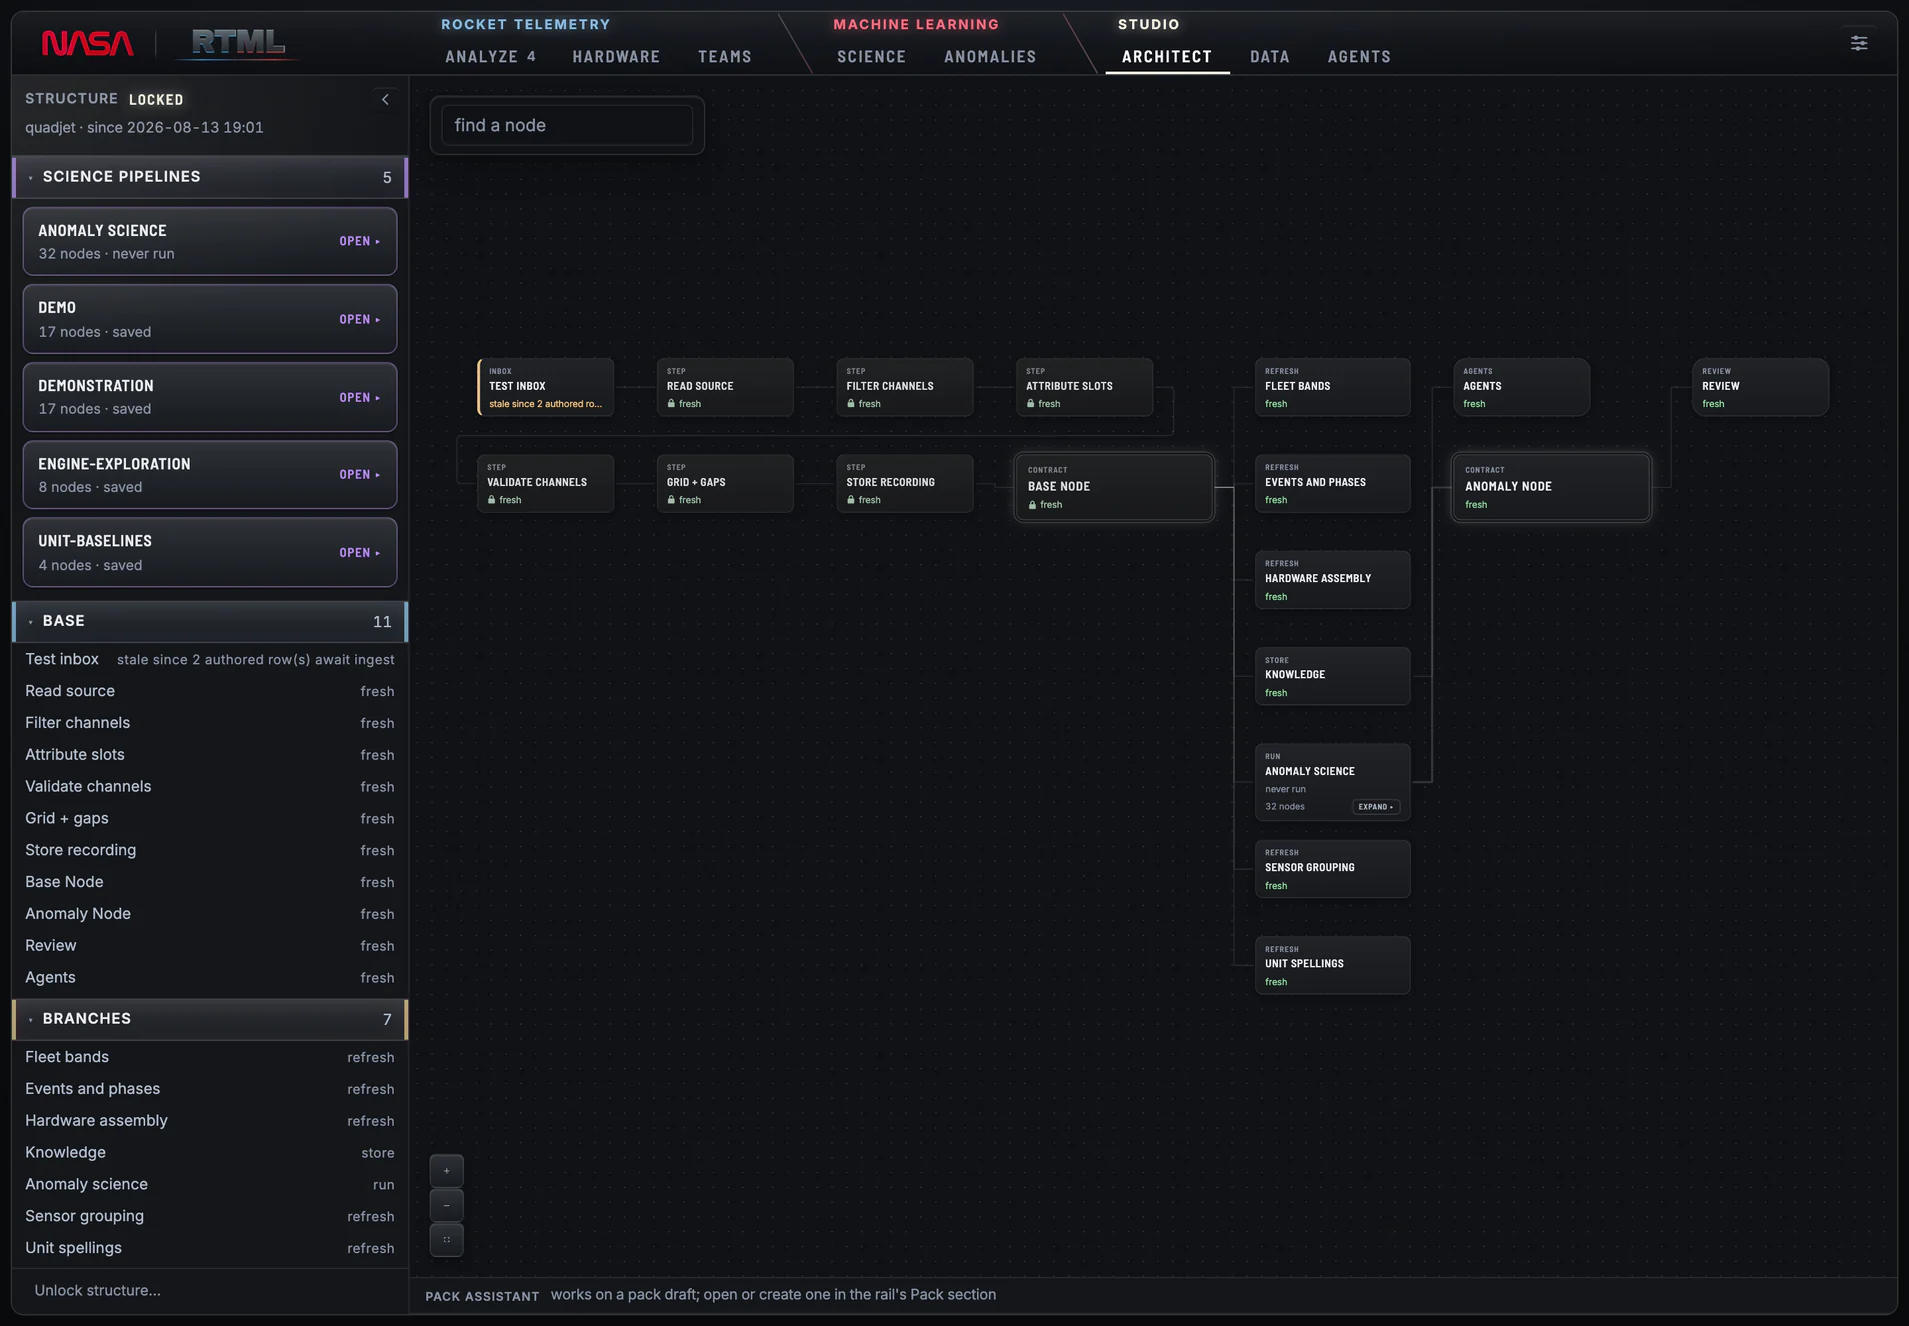 NASA
RTML
ROCKET TELEMETRY
ANALYZE 4
HARDWARE
TEAMS
MACHINE LEARNING
SCIENCE
ANOMALIES
STUDIO
ARCHITECT
DATA
AGENTS
STRUCTURE LOCKED
quadjet · since 2026-08-13 19:01
SCIENCE PIPELINES 5
ANOMALY SCIENCE
32 nodes · never run
OPEN
DEMO
17 nodes · saved
OPEN
DEMONSTRATION
17 nodes · saved
OPEN
ENGINE-EXPLORATION
8 nodes · saved
OPEN
UNIT-BASELINES
4 nodes · saved
OPEN
BASE 11
Test inbox stale since 2 authored row(s) await ingest
Read source fresh
Filter channels fresh
Attribute slots fresh
Validate channels fresh
Grid + gaps fresh
Store recording fresh
Base Node fresh
Anomaly Node fresh
Review fresh
Agents fresh
BRANCHES 7
Fleet bands refresh
Events and phases refresh
Hardware assembly refresh
Knowledge store
Anomaly science run
Sensor grouping refresh
Unit spellings refresh
Unlock structure...
find a node
INBOX
TEST INBOX
stale since 2 authored ro...
STEP
READ SOURCE
fresh
STEP
FILTER CHANNELS
fresh
STEP
ATTRIBUTE SLOTS
fresh
REFRESH
FLEET BANDS
fresh
AGENTS
AGENTS
fresh
REVIEW
REVIEW
fresh
STEP
VALIDATE CHANNELS
fresh
STEP
GRID + GAPS
fresh
STEP
STORE RECORDING
fresh
CONTRACT
BASE NODE
fresh
REFRESH
EVENTS AND PHASES
fresh
CONTRACT
ANOMALY NODE
fresh
REFRESH
HARDWARE ASSEMBLY
fresh
STORE
KNOWLEDGE
fresh
RUN
ANOMALY SCIENCE
never run
32 nodes
EXPAND
REFRESH
SENSOR GROUPING
fresh
REFRESH
UNIT SPELLINGS
fresh
+
−
PACK ASSISTANT works on a pack draft; open or create one in the rail's Pack section